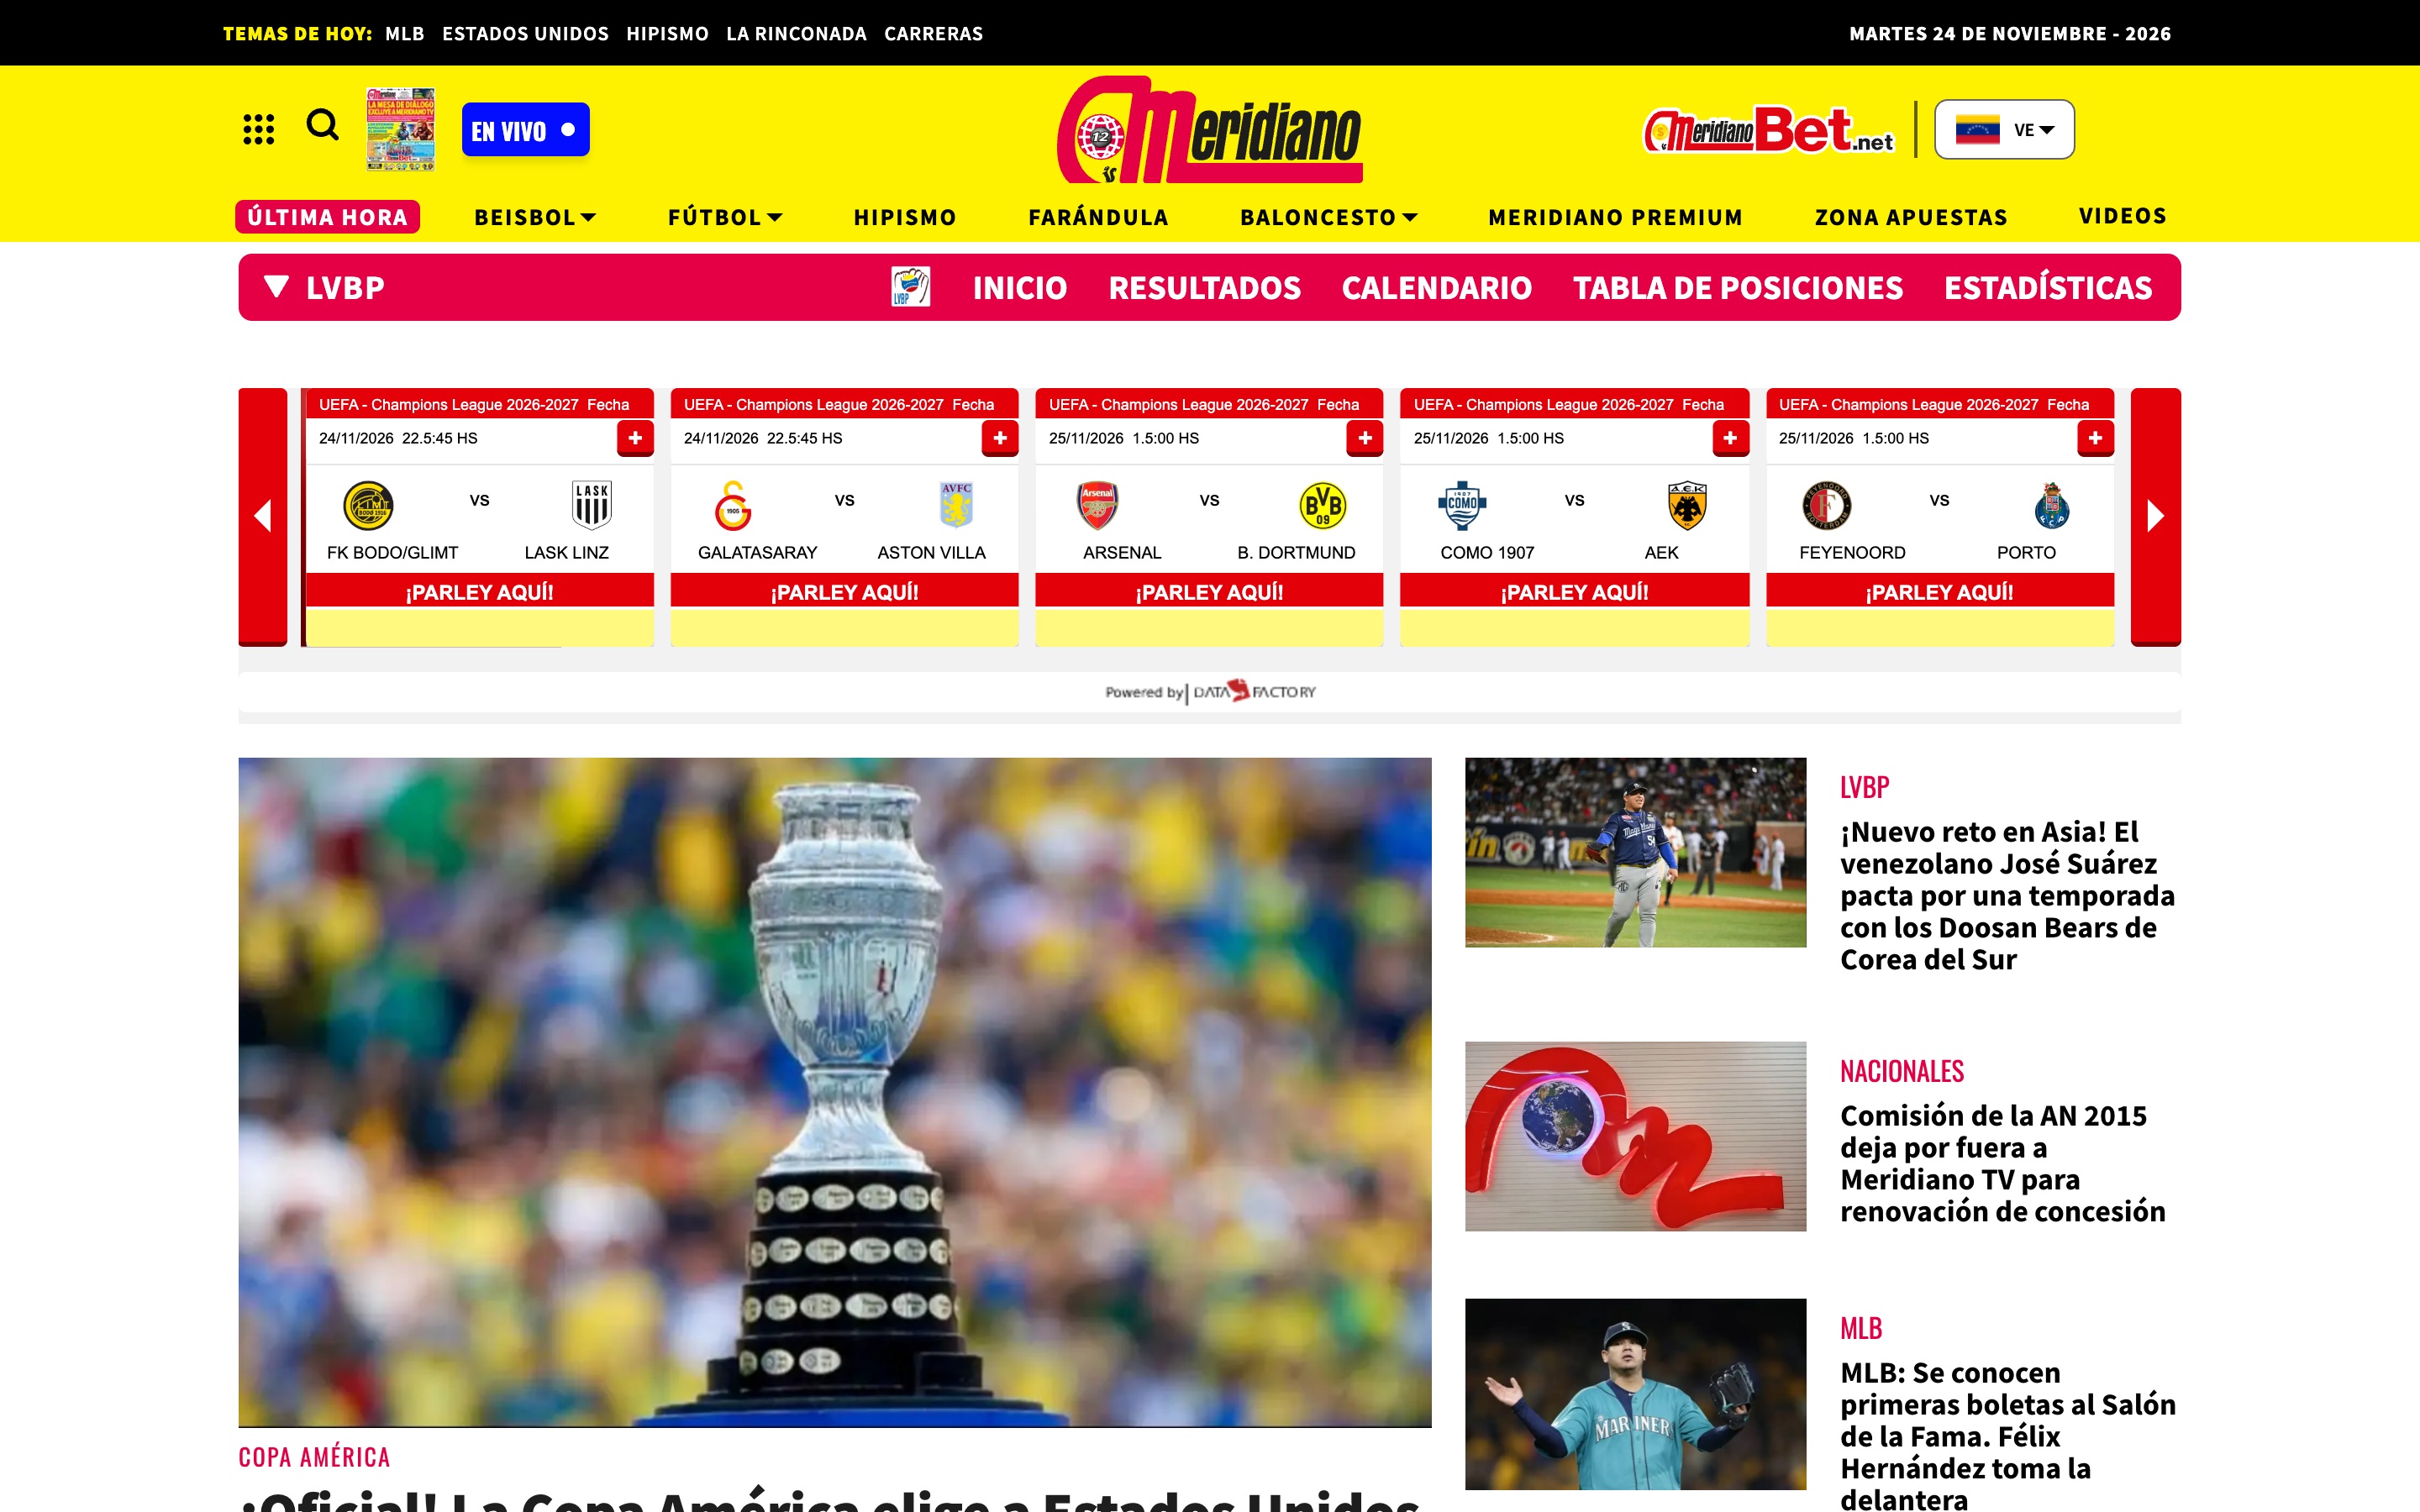 TEMAS DE HOY: MLB ESTADOS UNIDOS HIPISMO LA RINCONADA CARRERAS
MARTES 24 DE NOVIEMBRE - 2026
EN VIVO
Meridiano
MeridianoBet.net
VE
ÚLTIMA HORA BEISBOL FÚTBOL HIPISMO FARÁNDULA BALONCESTO MERIDIANO PREMIUM ZONA APUESTAS VIDEOS
LVBP
INICIO RESULTADOS CALENDARIO TABLA DE POSICIONES ESTADÍSTICAS
UEFA - Champions League 2026-2027 Fecha
24/11/2026 22.5:45 HS
VS
FK BODO/GLIMT LASK LINZ
¡PARLEY AQUÍ!
UEFA - Champions League 2026-2027 Fecha
24/11/2026 22.5:45 HS
VS
GALATASARAY ASTON VILLA
¡PARLEY AQUÍ!
UEFA - Champions League 2026-2027 Fecha
25/11/2026 1.5:00 HS
VS
ARSENAL B. DORTMUND
¡PARLEY AQUÍ!
UEFA - Champions League 2026-2027 Fecha
25/11/2026 1.5:00 HS
VS
COMO 1907 AEK
¡PARLEY AQUÍ!
UEFA - Champions League 2026-2027 Fecha
25/11/2026 1.5:00 HS
VS
FEYENOORD PORTO
¡PARLEY AQUÍ!
Powered by DATAFACTORY
COPA AMÉRICA
¡Oficial! La Copa América elige a Estados Unidos
LVBP
¡Nuevo reto en Asia! El
venezolano José Suárez
pacta por una temporada
con los Doosan Bears de
Corea del Sur
NACIONALES
Comisión de la AN 2015
deja por fuera a
Meridiano TV para
renovación de concesión
MLB
MLB: Se conocen
primeras boletas al Salón
de la Fama. Félix
Hernández toma la
delantera